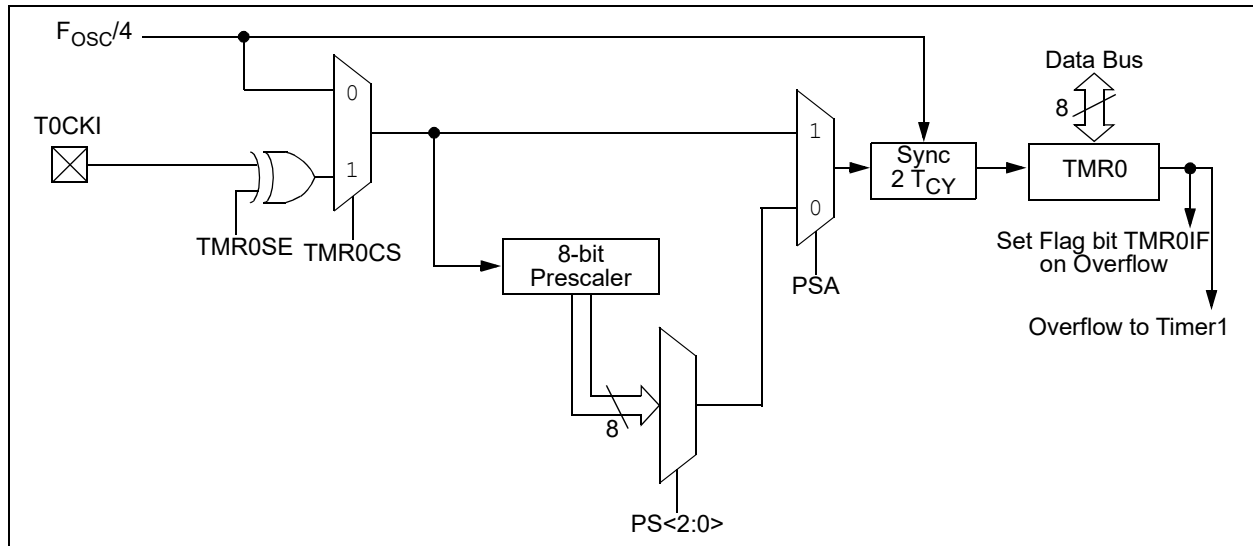 FOSC/4
Data Bus
8
T0CKI
0
1
1
0
Sync
2 TCY
TMR0
TMR0SE
TMR0CS
8-bit
Prescaler
PSA
Set Flag bit TMR0IF
on Overflow
Overflow to Timer1
8
PS<2:0>